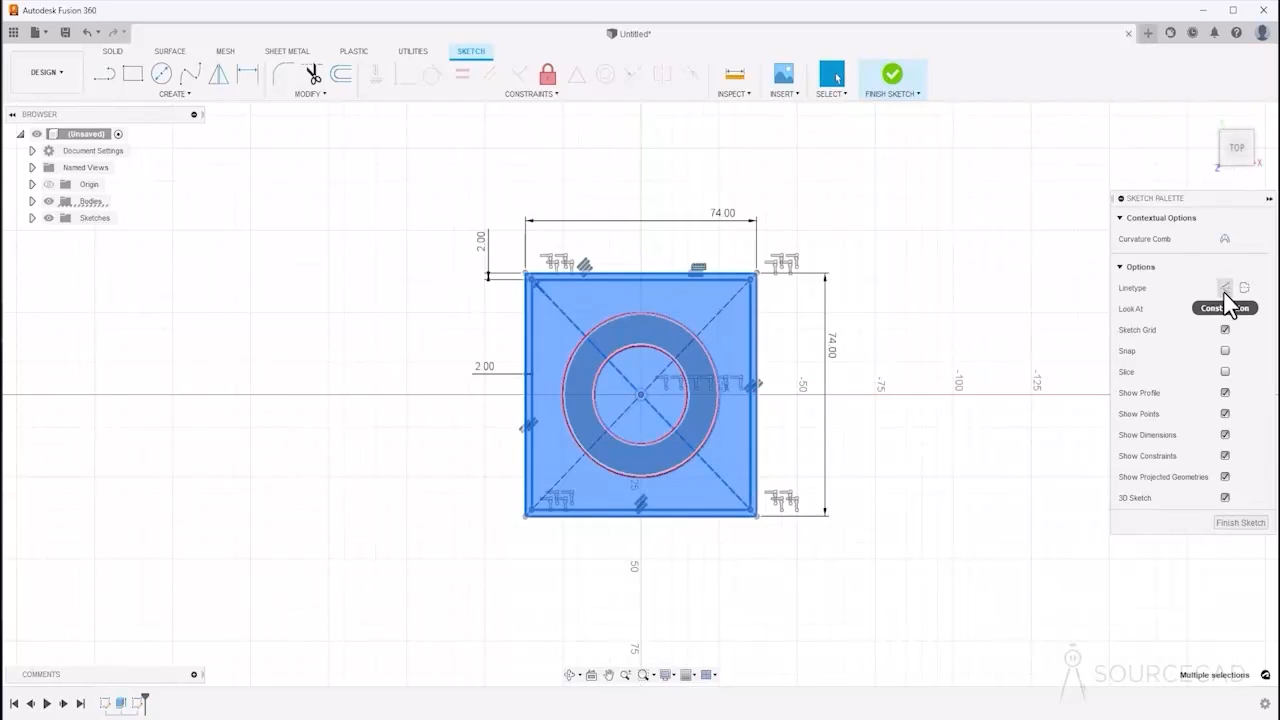 Autodesk Fusion 360
Untitled*
SOLID SURFACE MESH SHEET METAL PLASTIC UTILITIES SKETCH
DESIGN
CREATE MODIFY CONSTRAINTS INSPECT INSERT SELECT FINISH SKETCH
BROWSER
(Unsaved)
Document Settings
Named Views
Origin
Bodies
Sketches
TOP
X
Z
SKETCH PALETTE
Contextual Options
Curvature Comb
Options
Linetype
Look At
Sketch Grid
Snap
Slice
Show Profile
Show Points
Show Dimensions
Show Constraints
Show Projected Geometries
3D Sketch
Finish Sketch
74.00
2.00
74.00
2.00
-50
-75
-100
-125
25
50
75
COMMENTS
SOURCECAD
Multiple selections